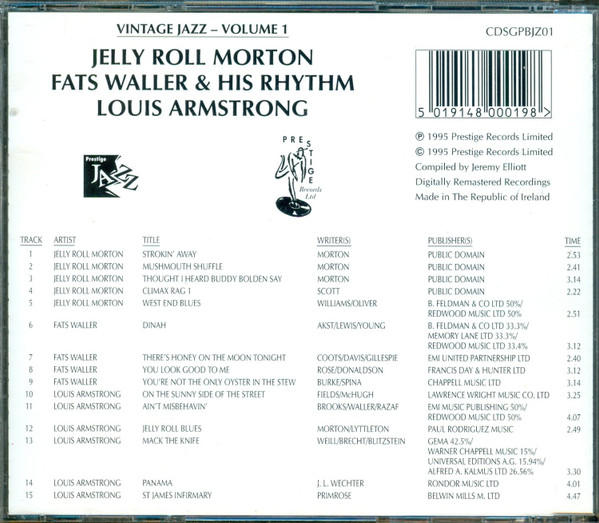 VINTAGE JAZZ – VOLUME 1
CDSGPBJZ01
JELLY ROLL MORTON
FATS WALLER & HIS RHYTHM
LOUIS ARMSTRONG
5 019148 000198 >
℗ 1995 Prestige Records Limited
© 1995 Prestige Records Limited
Compiled by Jeremy Elliott
Digitally Remastered Recordings
Made in The Republic of Ireland
Prestige
JAZZ
PRESTIGE
Records
Ltd
TRACK ARTIST TITLE WRITER(S) PUBLISHER(S) TIME
1 JELLY ROLL MORTON STROKIN' AWAY MORTON PUBLIC DOMAIN 2.53
2 JELLY ROLL MORTON MUSHMOUTH SHUFFLE MORTON PUBLIC DOMAIN 2.41
3 JELLY ROLL MORTON THOUGHT I HEARD BUDDY BOLDEN SAY MORTON PUBLIC DOMAIN 3.14
4 JELLY ROLL MORTON CLIMAX RAG 1 SCOTT PUBLIC DOMAIN 2.22
5 JELLY ROLL MORTON WEST END BLUES WILLIAMS/OLIVER B. FELDMAN & CO LTD 50%/
REDWOOD MUSIC LTD 50% 2.51
6 FATS WALLER DINAH AKST/LEWIS/YOUNG B. FELDMAN & CO LTD 33.3%/
MEMORY LANE LTD 33.3%/
REDWOOD MUSIC LTD 33.4% 3.12
7 FATS WALLER THERE'S HONEY ON THE MOON TONIGHT COOTS/DAVIS/GILLESPIE EMI UNITED PARTNERSHIP LTD 2.40
8 FATS WALLER YOU LOOK GOOD TO ME ROSE/DONALDSON FRANCIS DAY & HUNTER LTD 3.12
9 FATS WALLER YOU'RE NOT THE ONLY OYSTER IN THE STEW BURKE/SPINA CHAPPELL MUSIC LTD 3.14
10 LOUIS ARMSTRONG ON THE SUNNY SIDE OF THE STREET FIELDS/McHUGH LAWRENCE WRIGHT MUSIC CO. LTD 3.25
11 LOUIS ARMSTRONG AIN'T MISBEHAVIN' BROOKS/WALLER/RAZAF EMI MUSIC PUBLISHING 50%/
REDWOOD MUSIC LTD 50% 4.07
12 LOUIS ARMSTRONG JELLY ROLL BLUES MORTON/LYTTLETON PAUL RODRIGUEZ MUSIC 2.49
13 LOUIS ARMSTRONG MACK THE KNIFE WEILL/BRECHT/BLITZSTEIN GEMA 42.5%/
WARNER CHAPPELL MUSIC 15%/
UNIVERSAL EDITIONS A.G. 15.94%/
ALFRED A. KALMUS LTD 26.56% 3.30
14 LOUIS ARMSTRONG PANAMA J. L. WECHTER RONDOR MUSIC LTD 4.01
15 LOUIS ARMSTRONG ST JAMES INFIRMARY PRIMROSE BELWIN MILLS M. LTD 4.47